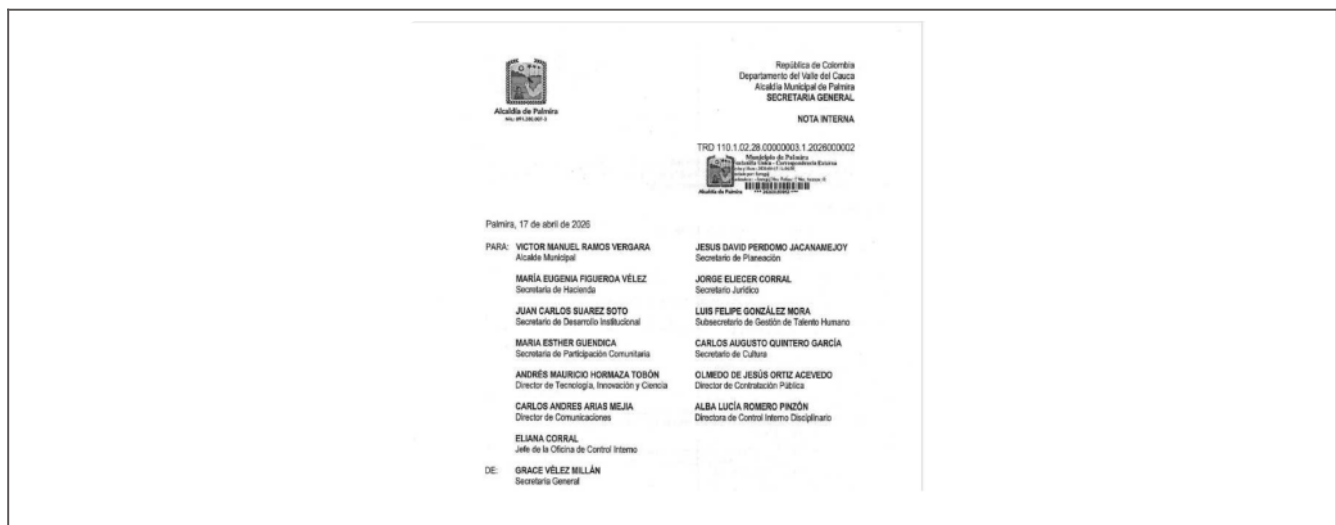 República de Colombia
Departamento del Valle del Cauca
Alcaldía Municipal de Palmira
SECRETARIA GENERAL
Alcaldía de Palmira
NOTA INTERNA
TRD 110.1.02.28.00000003.1.2026000002
Municipio de Palmira
Ventanilla Única - Correspondencia Externa
Alcaldía de Palmira
Palmira, 17 de abril de 2026
PARA: VICTOR MANUEL RAMOS VERGARA
Alcalde Municipal
JESUS DAVID PERDOMO JACANAMEJOY
Secretario de Planeación
MARÍA EUGENIA FIGUEROA VÉLEZ
Secretaria de Hacienda
JORGE ELIECER CORRAL
Secretario Jurídico
JUAN CARLOS SUAREZ SOTO
Secretario de Desarrollo Institucional
LUIS FELIPE GONZÁLEZ MORA
Subsecretario de Gestión de Talento Humano
MARIA ESTHER GUENDICA
Secretaria de Participación Comunitaria
CARLOS AUGUSTO QUINTERO GARCÍA
Secretario de Cultura
ANDRÉS MAURICIO HORMAZA TOBÓN
Director de Tecnología, Innovación y Ciencia
OLMEDO DE JESÚS ORTIZ ACEVEDO
Director de Contratación Pública
CARLOS ANDRES ARIAS MEJIA
Director de Comunicaciones
ALBA LUCÍA ROMERO PINZÓN
Directora de Control Interno Disciplinario
ELIANA CORRAL
Jefe de la Oficina de Control Interno
DE: GRACE VÉLEZ MILLÁN
Secretaria General